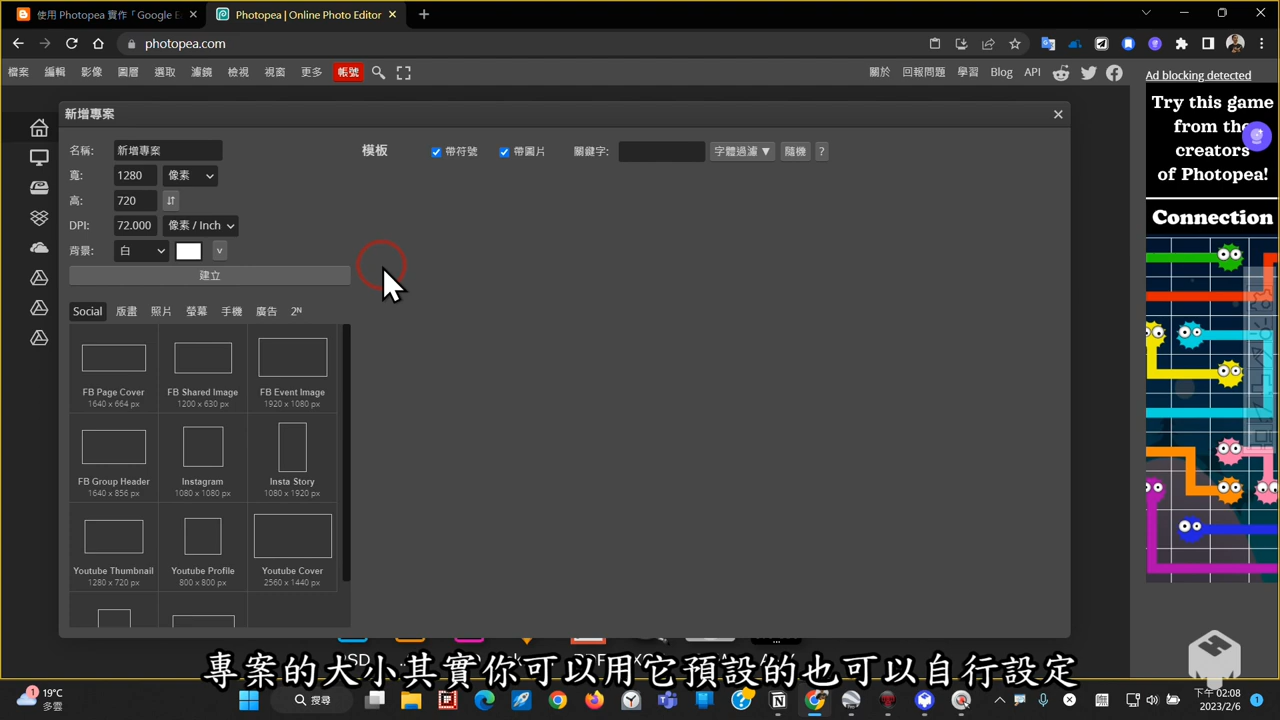 使用 Photopea 實作「Google E
Photopea | Online Photo Editor
photopea.com
檔案 編輯 影像 圖層 選取 濾鏡 檢視 視窗 更多 帳號
關於 回報問題 學習 Blog API
Ad blocking detected
Try this game
from the
creators
of Photopea!
Connection
新增專案
名稱: 新增專案
寬: 1280 像素
高: 720
DPI: 72.000 像素 / Inch
背景: 白
建立
模板 帶符號 帶圖片 關鍵字: 字體過濾 ▼ 隨機 ?
Social 版畫 照片 螢幕 手機 廣告 2ᴺ
FB Page Cover
1640 x 664 px
FB Shared Image
1200 x 630 px
FB Event Image
1920 x 1080 px
FB Group Header
1640 x 856 px
Instagram
1080 x 1080 px
Insta Story
1080 x 1920 px
Youtube Thumbnail
1280 x 720 px
Youtube Profile
800 x 800 px
Youtube Cover
2560 x 1440 px
專案的大小其實你可以用它預設的也可以自行設定
19°C
多雲
搜尋
下午 02:08
2023/2/6